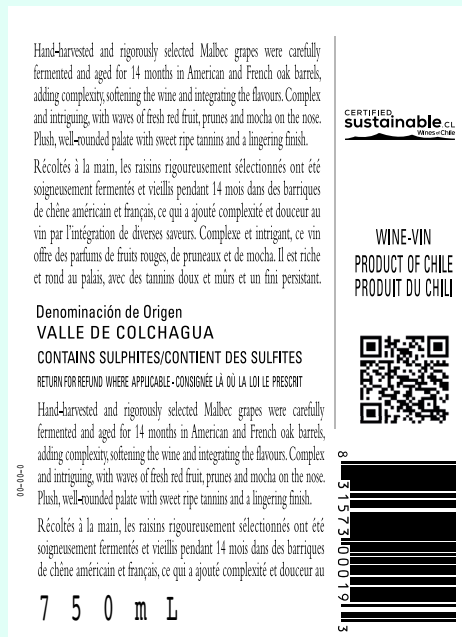 Hand-harvested and rigorously selected Malbec grapes were carefully
fermented and aged for 14 months in American and French oak barrels,
adding complexity, softening the wine and integrating the flavours. Complex
and intriguing, with waves of fresh red fruit, prunes and mocha on the nose.
Plush, well-rounded palate with sweet ripe tannins and a lingering finish.
Récoltés à la main, les raisins rigoureusement sélectionnés ont été
soigneusement fermentés et vieillis pendant 14 mois dans des barriques
de chêne américain et français, ce qui a ajouté complexité et douceur au
vin par l'intégration de diverses saveurs. Complexe et intrigant, ce vin
offre des parfums de fruits rouges, de pruneaux et de mocha. Il est riche
et rond au palais, avec des tannins doux et mûrs et un fini persistant.
Denominación de Origen
VALLE DE COLCHAGUA
CONTAINS SULPHITES/CONTIENT DES SULFITES
RETURN FOR REFUND WHERE APPLICABLE - CONSIGNÉE LÀ OÙ LA LOI LE PRESCRIT
Hand-harvested and rigorously selected Malbec grapes were carefully
fermented and aged for 14 months in American and French oak barrels,
adding complexity, softening the wine and integrating the flavours. Complex
and intriguing, with waves of fresh red fruit, prunes and mocha on the nose.
Plush, well-rounded palate with sweet ripe tannins and a lingering finish.
Récoltés à la main, les raisins rigoureusement sélectionnés ont été
soigneusement fermentés et vieillis pendant 14 mois dans des barriques
de chêne américain et français, ce qui a ajouté complexité et douceur au
750mL
00-00-0
CERTIFIED
sustainable.CL
Wines of Chile
WINE-VIN
PRODUCT OF CHILE
PRODUIT DU CHILI
8 31573 00019 3